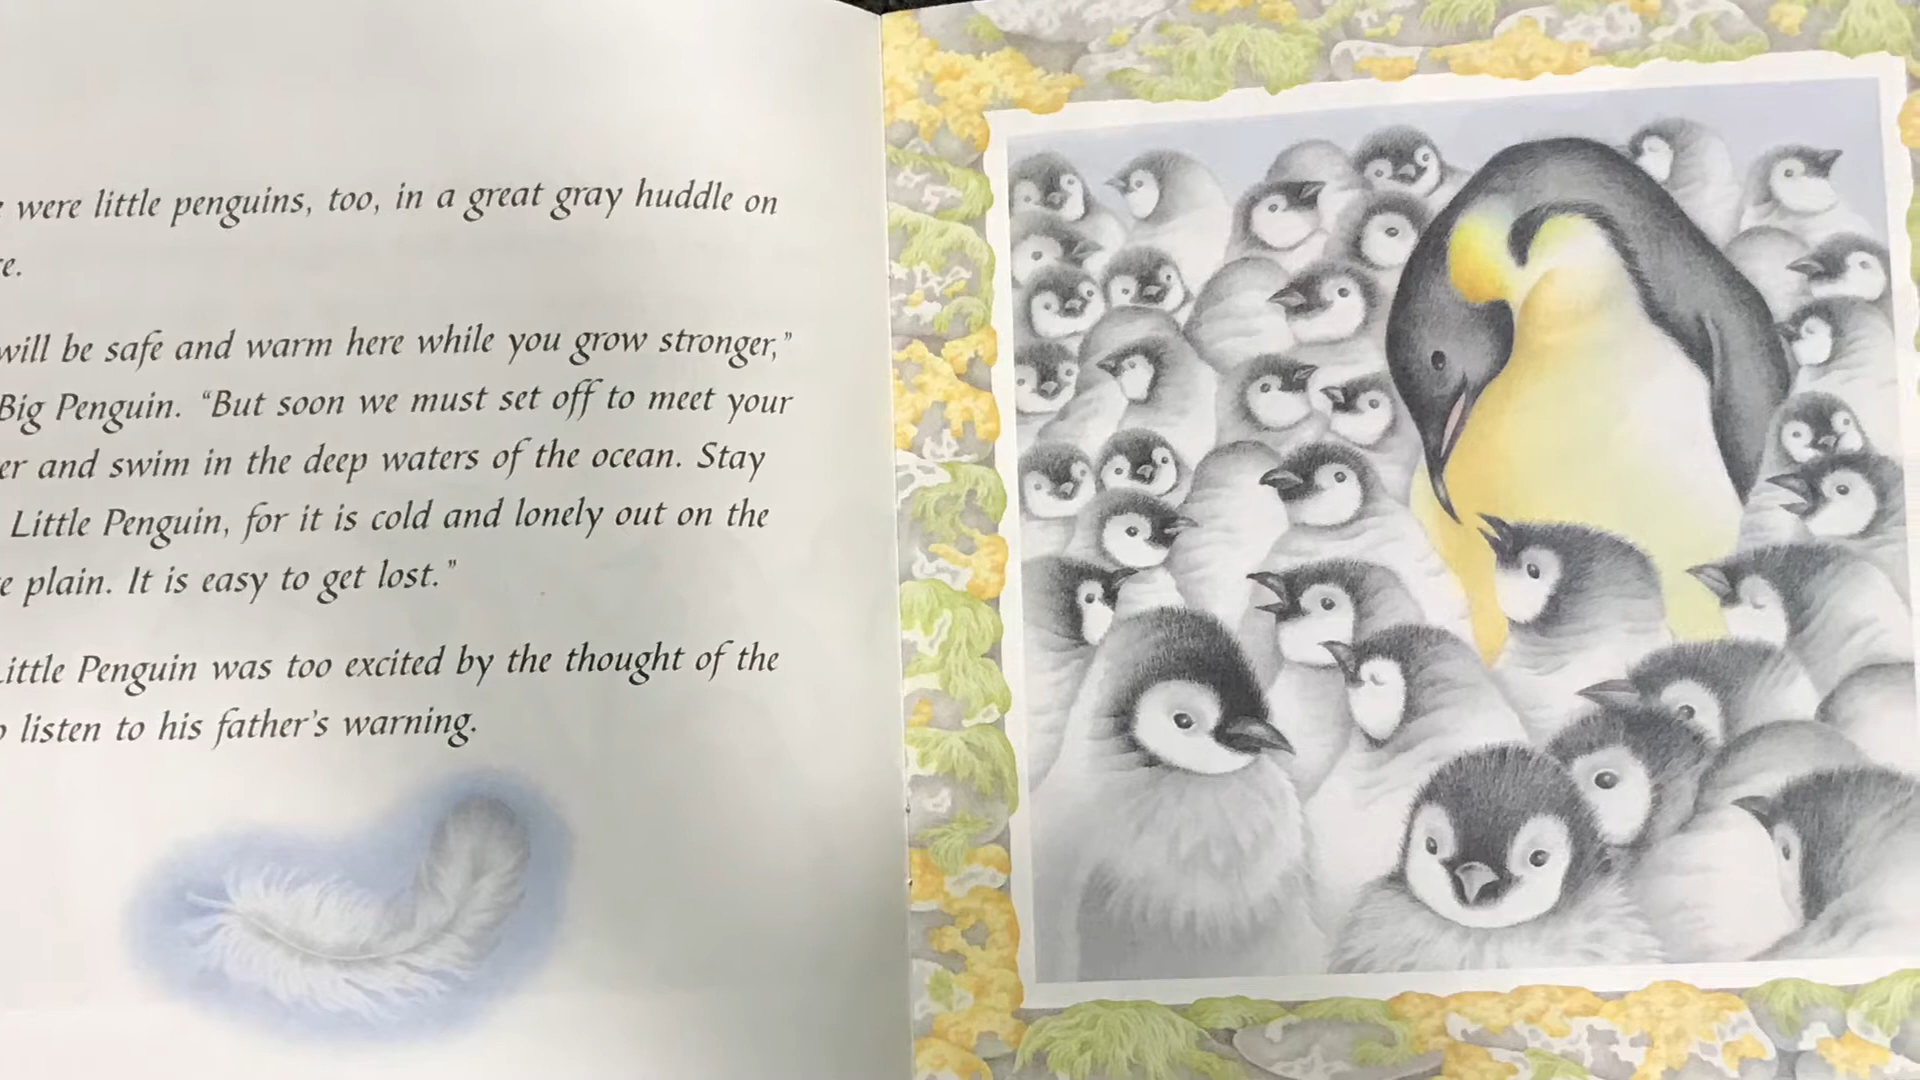 were little penguins, too, in a great gray huddle on
will be safe and warm here while you grow stronger,”
Big Penguin. “But soon we must set off to meet your
and swim in the deep waters of the ocean. Stay
Little Penguin, for it is cold and lonely out on the
plain. It is easy to get lost.”
Little Penguin was too excited by the thought of the
listen to his father’s warning.